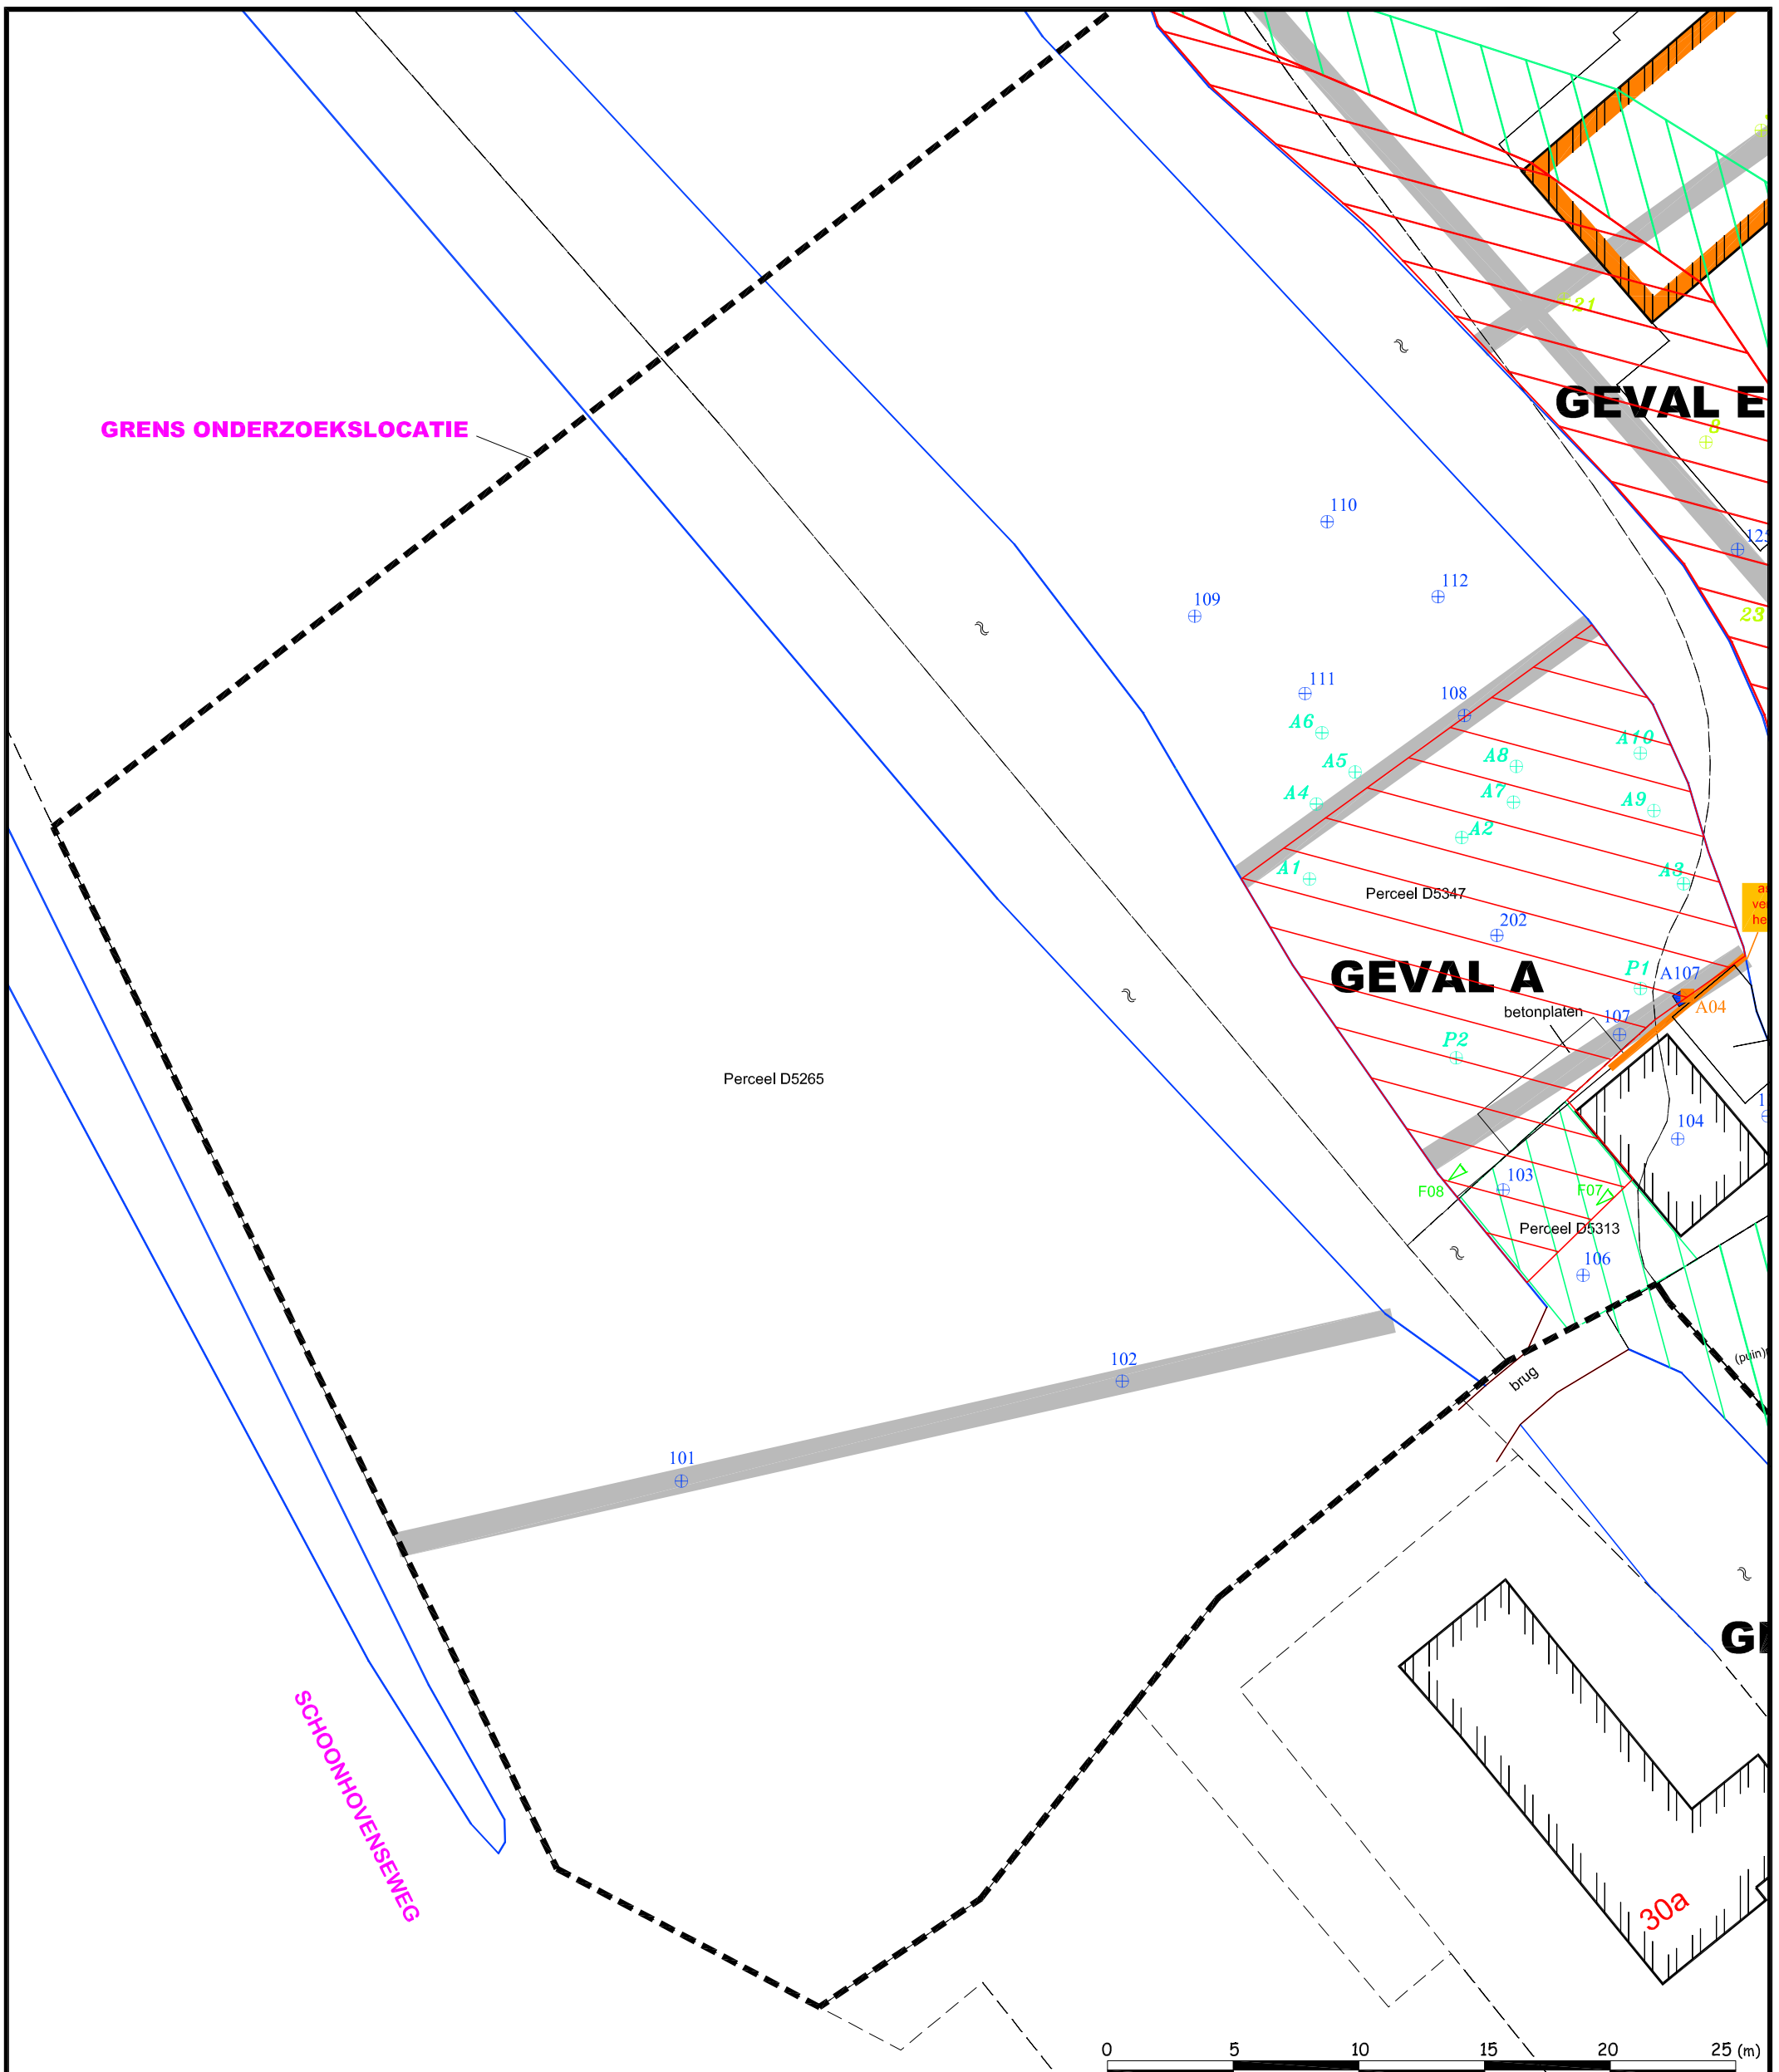 21
GEVAL E
8
GRENS ONDERZOEKSLOCATIE
110
125
112
109
23
111
108
A6
A10
A5
A8
A4
A7
A9
A2
A1
A3
Perceel D5347
202
GEVAL A
P1
A107
A04
betonplaten
107
P2
Perceel D5265
104
103
F08
F07
Perceel D5313
106
(puin)
102
brug
101
SCHOONHOVENSEWEG
30a
0 5 10 15 20 25 (m)